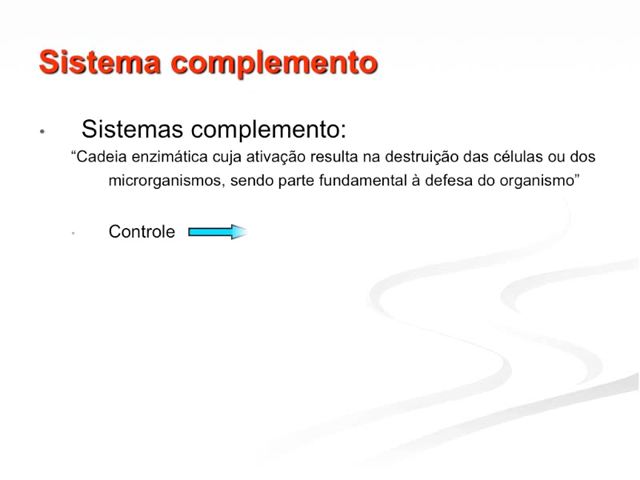 Sistema complemento
• Sistemas complemento:
“Cadeia enzimática cuja ativação resulta na destruição das células ou dos
microrganismos, sendo parte fundamental à defesa do organismo”
• Controle